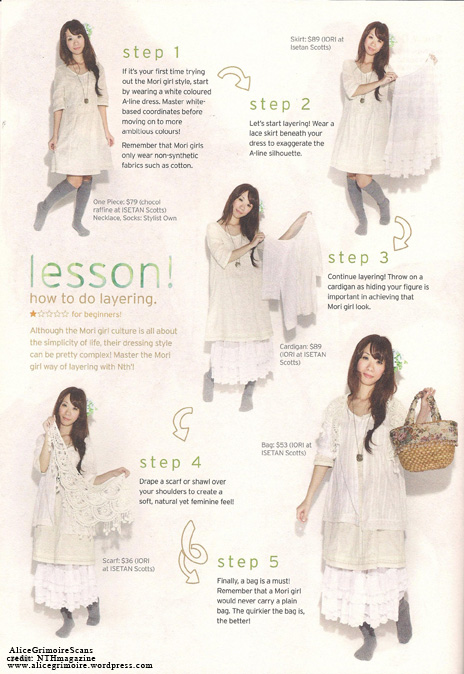 step 1
If it's your first time trying
out the Mori girl style, start
by wearing a white coloured
A-line dress. Master white-
based coordinates before
moving on to more
ambitious colours!
Remember that Mori girls
only wear non-synthetic
fabrics such as cotton.
One Piece: $79 (chocol
raffine at ISETAN Scotts)
Necklace, Socks: Stylist Own
Skirt: $89 (IORI at
Isetan Scotts)
step 2
Let's start layering! Wear a
lace skirt beneath your
dress to exaggerate the
A-line silhouette.
step 3
Continue layering! Throw on a
cardigan as hiding your figure is
important in achieving that
Mori girl look.
Cardigan: $89
(IORI at ISETAN
Scotts)
lesson!
how to do layering.
★☆☆☆☆ for beginners!
Although the Mori girl culture is all about
the simplicity of life, their dressing style
can be pretty complex! Master the Mori
girl way of layering with Nth!
step 4
Drape a scarf or shawl over
your shoulders to create a
soft, natural yet feminine feel!
Scarf: $36 (IORI
at ISETAN Scotts)
Bag: $53 (IORI at
ISETAN Scotts)
step 5
Finally, a bag is a must!
Remember that a Mori girl
would never carry a plain
bag. The quirkier the bag is,
the better!
AliceGrimoireScans
credit: NTHmagazine
www.alicegrimoire.wordpress.com